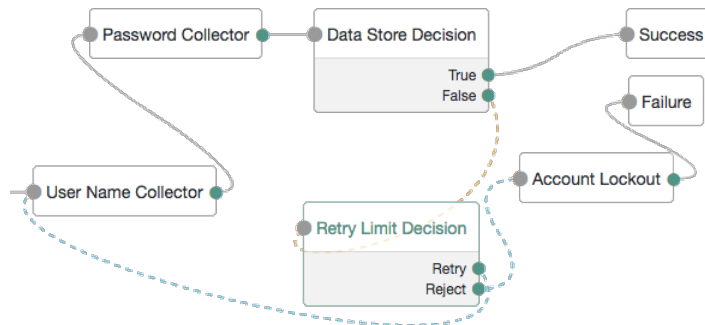 Password Collector
Data Store Decision
Success
True
False
Failure
User Name Collector
Account Lockout
Retry Limit Decision
Retry
Reject